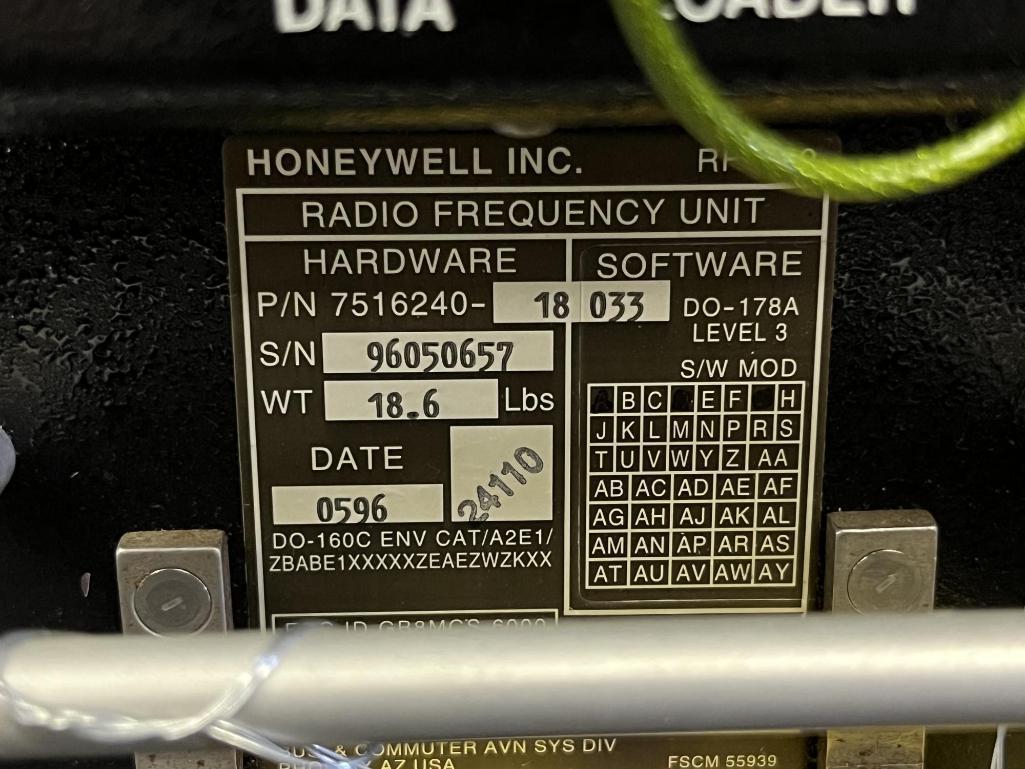 DATA LOADER
HONEYWELL INC.
RADIO FREQUENCY UNIT
HARDWARE
P/N 7516240- 18 033
S/N 96050657
WT 18.6 Lbs
DATE
0596
24110
DO-160C ENV CAT/A2E1/
ZBABE1XXXXXZEAEZWZKXX
SOFTWARE
DO-178A
LEVEL 3
S/W MOD
A B C E F H
J K L M N P R S
T U V W Y Z AA
AB AC AD AE AF
AG AH AJ AK AL
AM AN AP AR AS
AT AU AV AW AY
ID
& COMMUTER AVN SYS DIV
AZ USA
FSCM 55939